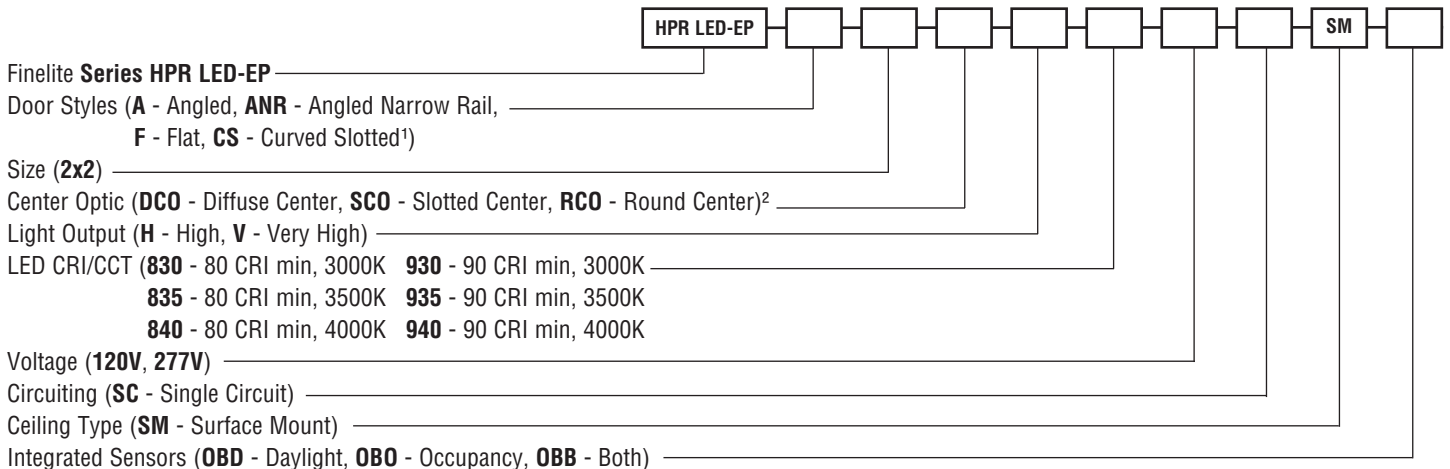 HPR LED-EP SM
Finelite Series HPR LED-EP
Door Styles (A - Angled, ANR - Angled Narrow Rail,
F - Flat, CS - Curved Slotted¹)
Size (2x2)
Center Optic (DCO - Diffuse Center, SCO - Slotted Center, RCO - Round Center)²
Light Output (H - High, V - Very High)
LED CRI/CCT (830 - 80 CRI min, 3000K 930 - 90 CRI min, 3000K
835 - 80 CRI min, 3500K 935 - 90 CRI min, 3500K
840 - 80 CRI min, 4000K 940 - 90 CRI min, 4000K
Voltage (120V, 277V)
Circuiting (SC - Single Circuit)
Ceiling Type (SM - Surface Mount)
Integrated Sensors (OBD - Daylight, OBO - Occupancy, OBB - Both)